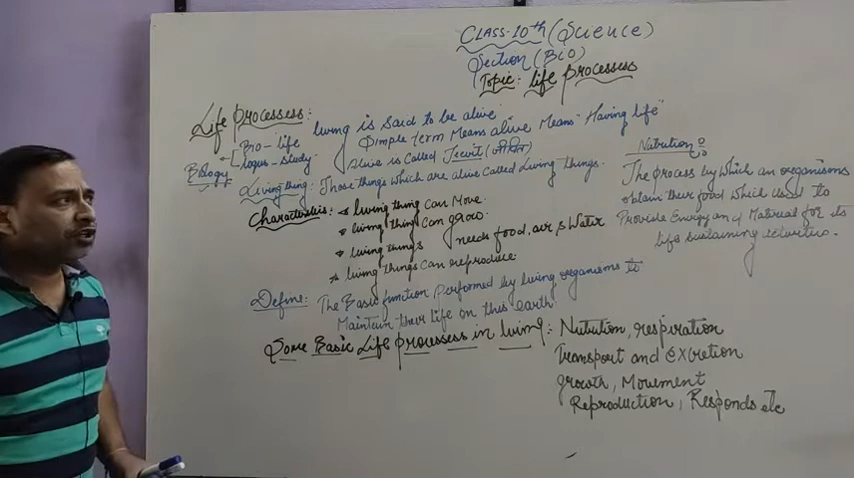 CLASS-10th (Science)
Section (BiO)
Topic: life processess
Life processess:
living is said to be alive
Bio-life
Simple term Means alive Means "Having life"
Biology
logus-study
Alive is Called Jeevit (जीवित)
Living thing: Those things which are alive Called Living things.
Characteristics: living thing can Move.
living thing Can grow.
living things needs food, air & Water
living things Can reproduce
Define: The Basic function Performed by living organisms to
Maintain their life on this earth
Some Basic Life processess in living: Nutrition, respiration
Transport and excretion
growth, Movement
Reproduction, Responds etc
Nutrition:
The process by which an organisms
obtain their food which used to
Provide Energy and Material for its
life sustaining activities.